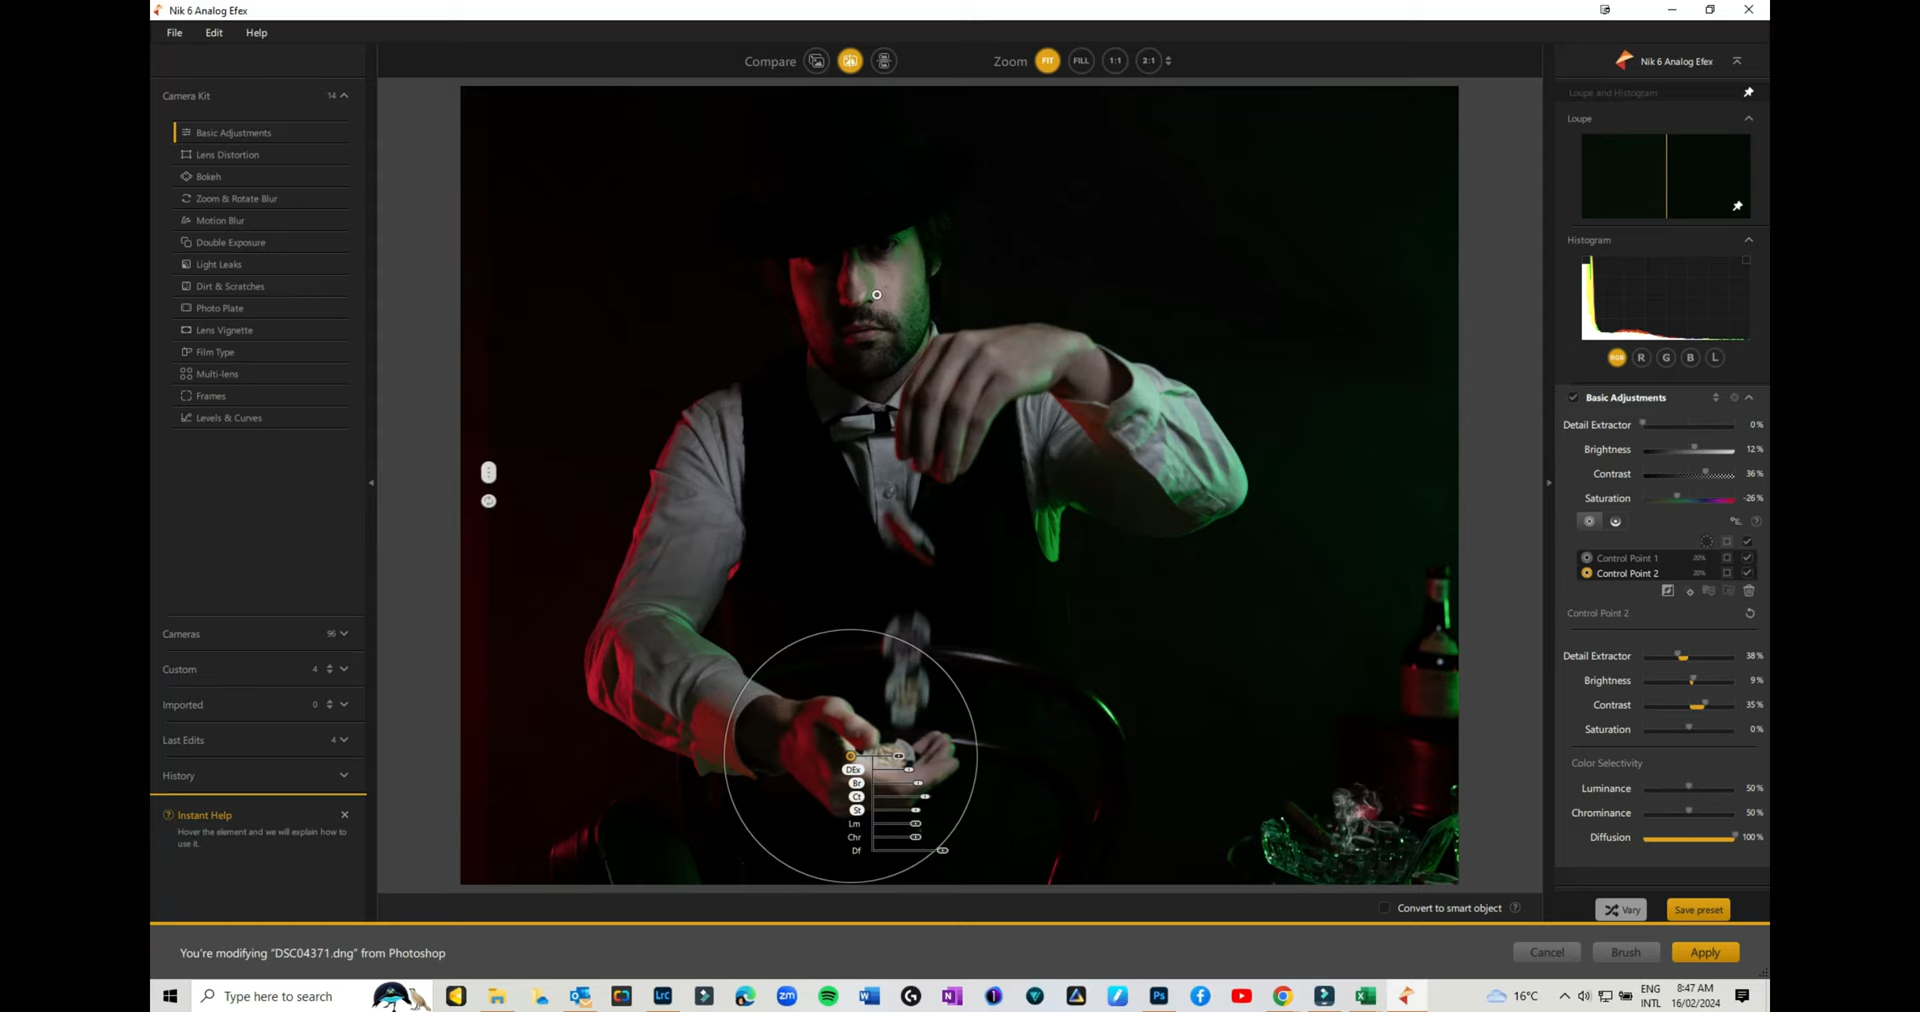 Nik 6 Analog Efex
File Edit Help
Compare
Zoom FIT FILL 1:1 2:1
Nik 6 Analog Efex
Camera Kit 14
Basic Adjustments
Lens Distortion
Bokeh
Zoom & Rotate Blur
Motion Blur
Double Exposure
Light Leaks
Dirt & Scratches
Photo Plate
Lens Vignette
Film Type
Multi-lens
Frames
Levels & Curves
Cameras 96
Custom 4
Imported 0
Last Edits 4
History
Instant Help
Hover the element and we will explain how to
use it.
DEx
Br
Ct
St
Lm
Chr
Df
Loupe and Histogram
Loupe
Histogram
RGB R G B L
Basic Adjustments
Detail Extractor 0%
Brightness 12%
Contrast 36%
Saturation -26%
Control Point 1 20%
Control Point 2 20%
Control Point 2
Detail Extractor 38%
Brightness 9%
Contrast 35%
Saturation 0%
Color Selectivity
Luminance 50%
Chrominance 50%
Diffusion 100%
Convert to smart object
Vary Save preset
You're modifying "DSC04371.dng" from Photoshop
Cancel Brush Apply
Type here to search
Lrc
zm
Ps
16°C
ENG
INTL
8:47 AM
16/02/2024